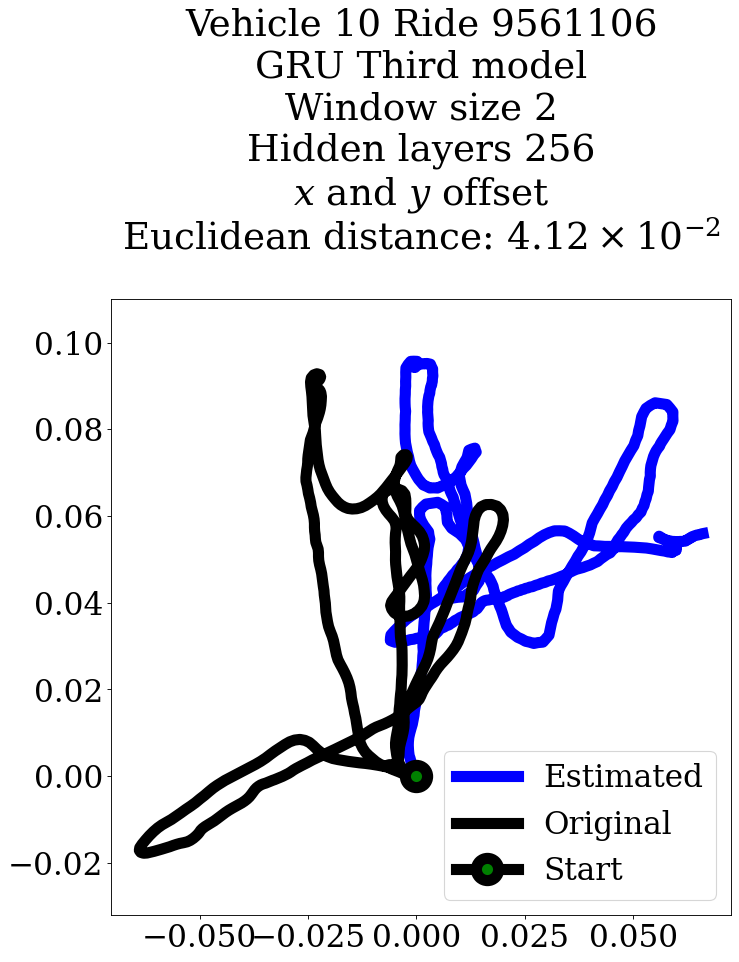 Vehicle 10 Ride 9561106
GRU Third model
Window size 2
Hidden layers 256
x and y offset
Euclidean distance: 4.12 × 10⁻²
0.10
0.08
0.06
0.04
0.02
0.00
−0.02
Estimated
Original
Start
−0.050 −0.025 0.000 0.025 0.050